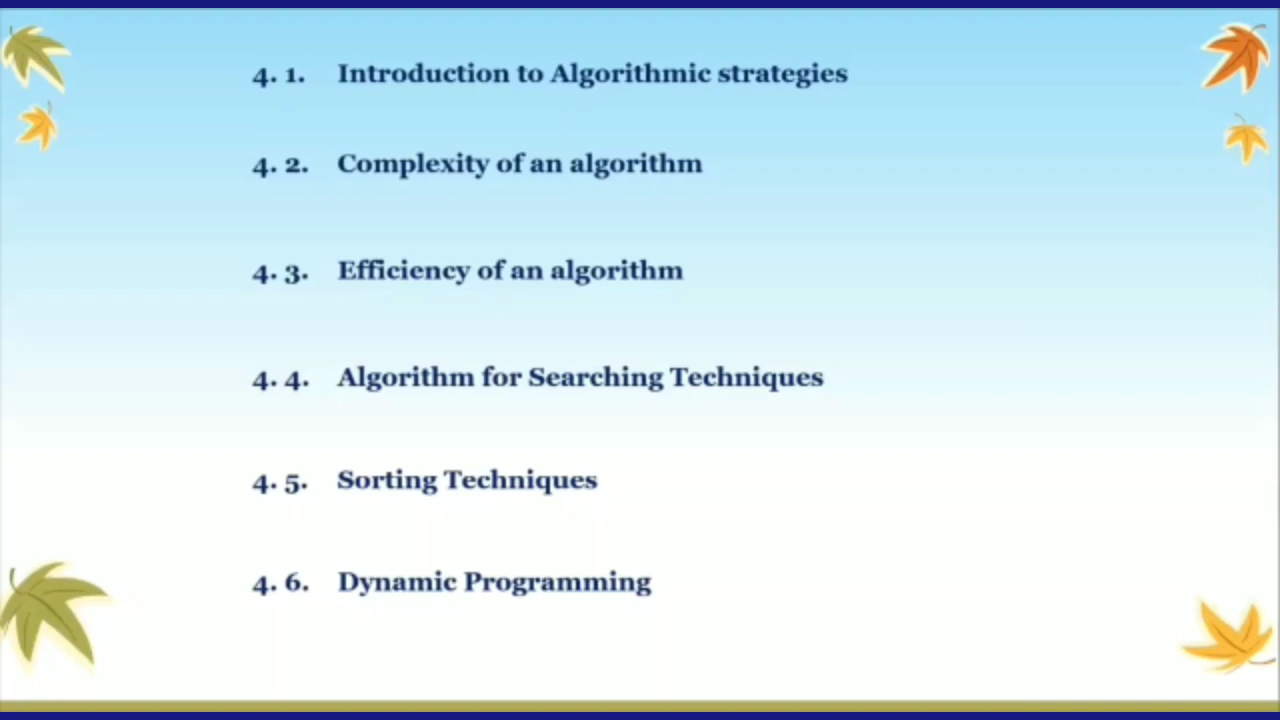 4. 1. Introduction to Algorithmic strategies
4. 2. Complexity of an algorithm
4. 3. Efficiency of an algorithm
4. 4. Algorithm for Searching Techniques
4. 5. Sorting Techniques
4. 6. Dynamic Programming